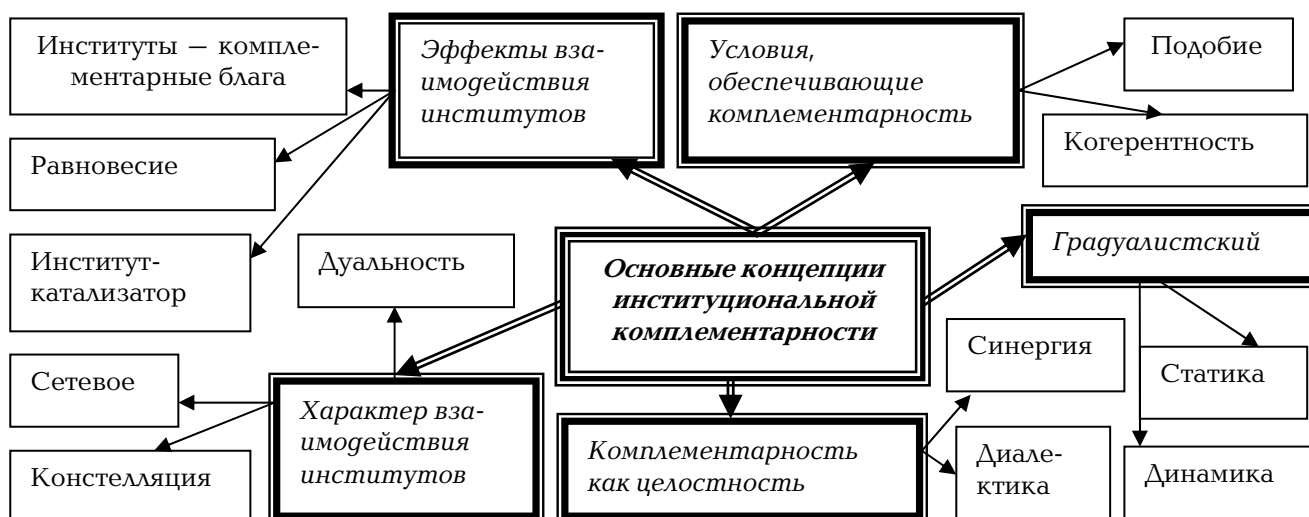 Институты – компле-
ментарные блага
Эффекты вза-
имодействия
институтов
Условия,
обеспечивающие
комплементарность
Подобие
Когерентность
Равновесие
Институт-
катализатор
Дуальность
Основные концепции
институциональной
комплементарности
Градуалистский
Синергия
Статика
Сетевое
Характер вза-
имодействия
институтов
Комплементарность
как целостность
Диале-
ктика
Динамика
Констелляция